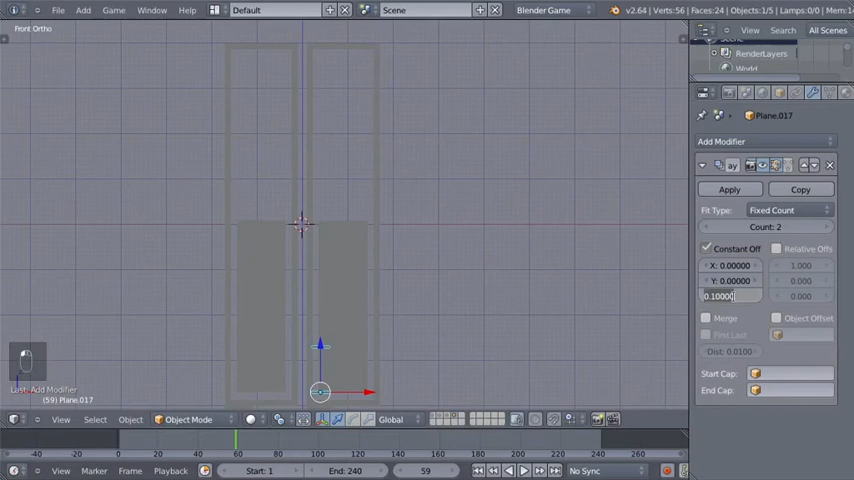 File Add Game Window Help Default Scene Blender Game v2.64 | Verts:56 | Faces:24 | Objects:1/5 | Lamps:0/0 | Mem:1
Front Ortho
View Search All Scenes
RenderLayers
World
Plane.017
Add Modifier
ay
Apply Copy
Fit Type: Fixed Count
Count: 2
Constant Off Relative Offs
X: 0.00000 1.000
Y: 0.00000 0.000
0.10000 0.000
Merge Object Offset
First Last
Dist: 0.0100
Start Cap:
End Cap:
Last: Add Modifier
(59) Plane.017
View Select Object Object Mode Global
-40 -20 0 20 40 60 80 100 120 140 160 180 200 220 240 260
View Marker Frame Playback Start: 1 End: 240 59 No Sync